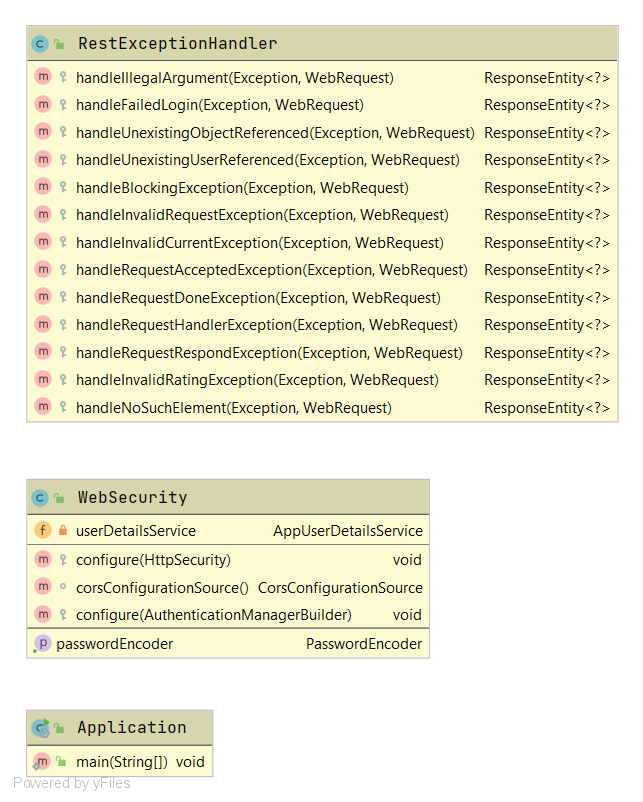 RestExceptionHandler
handleIllegalArgument(Exception, WebRequest) ResponseEntity<?>
handleFailedLogin(Exception, WebRequest) ResponseEntity<?>
handleUnexistingObjectReferenced(Exception, WebRequest) ResponseEntity<?>
handleUnexistingUserReferenced(Exception, WebRequest) ResponseEntity<?>
handleBlockingException(Exception, WebRequest) ResponseEntity<?>
handleInvalidRequestException(Exception, WebRequest) ResponseEntity<?>
handleInvalidCurrentException(Exception, WebRequest) ResponseEntity<?>
handleRequestAcceptedException(Exception, WebRequest) ResponseEntity<?>
handleRequestDoneException(Exception, WebRequest) ResponseEntity<?>
handleRequestHandlerException(Exception, WebRequest) ResponseEntity<?>
handleRequestRespondException(Exception, WebRequest) ResponseEntity<?>
handleInvalidRatingException(Exception, WebRequest) ResponseEntity<?>
handleNoSuchElement(Exception, WebRequest) ResponseEntity<?>
WebSecurity
userDetailsService AppUserDetailsService
configure(HttpSecurity) void
corsConfigurationSource() CorsConfigurationSource
configure(AuthenticationManagerBuilder) void
passwordEncoder PasswordEncoder
Application
main(String[]) void
Powered by yFiles